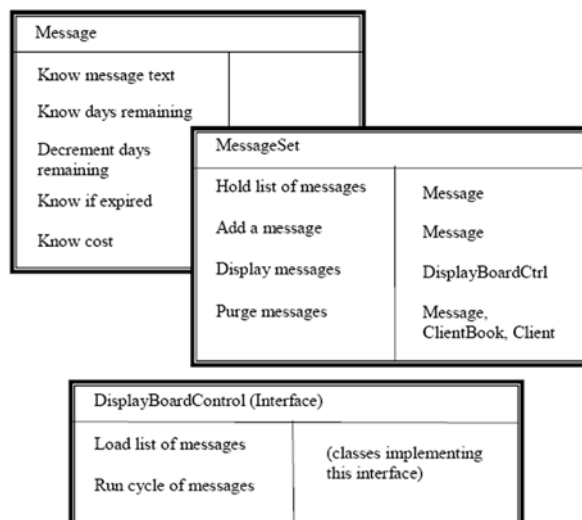 Message
Know message text
Know days remaining
Decrement days
remaining
Know if expired
Know cost
MessageSet
Hold list of messages
Message
Add a message
Message
Display messages
DisplayBoardCtrl
Purge messages
Message,
ClientBook, Client
DisplayBoardControl (Interface)
Load list of messages
(classes implementing
this interface)
Run cycle of messages